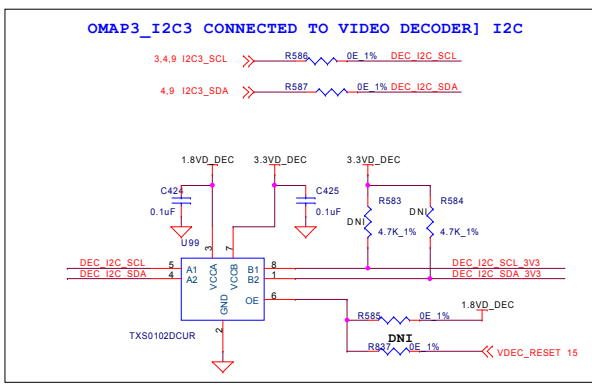 OMAP3_I2C3 CONNECTED TO VIDEO DECODER] I2C
3,4,9 I2C3_SCL R586 0E_1% DEC_I2C_SCL
4,9 I2C3_SDA R587 0E_1% DEC_I2C_SDA
1.8VD_DEC 3.3VD_DEC 3.3VD_DEC
C424 C425 R583 R584
0.1uF 0.1uF DNI DNI
4.7K_1% 4.7K_1%
U99
3 7
DEC_I2C_SCL 5 A1 VCCA VCCB B1 8 DEC_I2C_SCL_3V3
DEC_I2C_SDA 4 A2 B2 1 DEC_I2C_SDA_3V3
GND OE 6
1.8VD_DEC
R585 0E_1%
2
TXS0102DCUR
DNI
R837 0E_1% VDEC_RESET 15